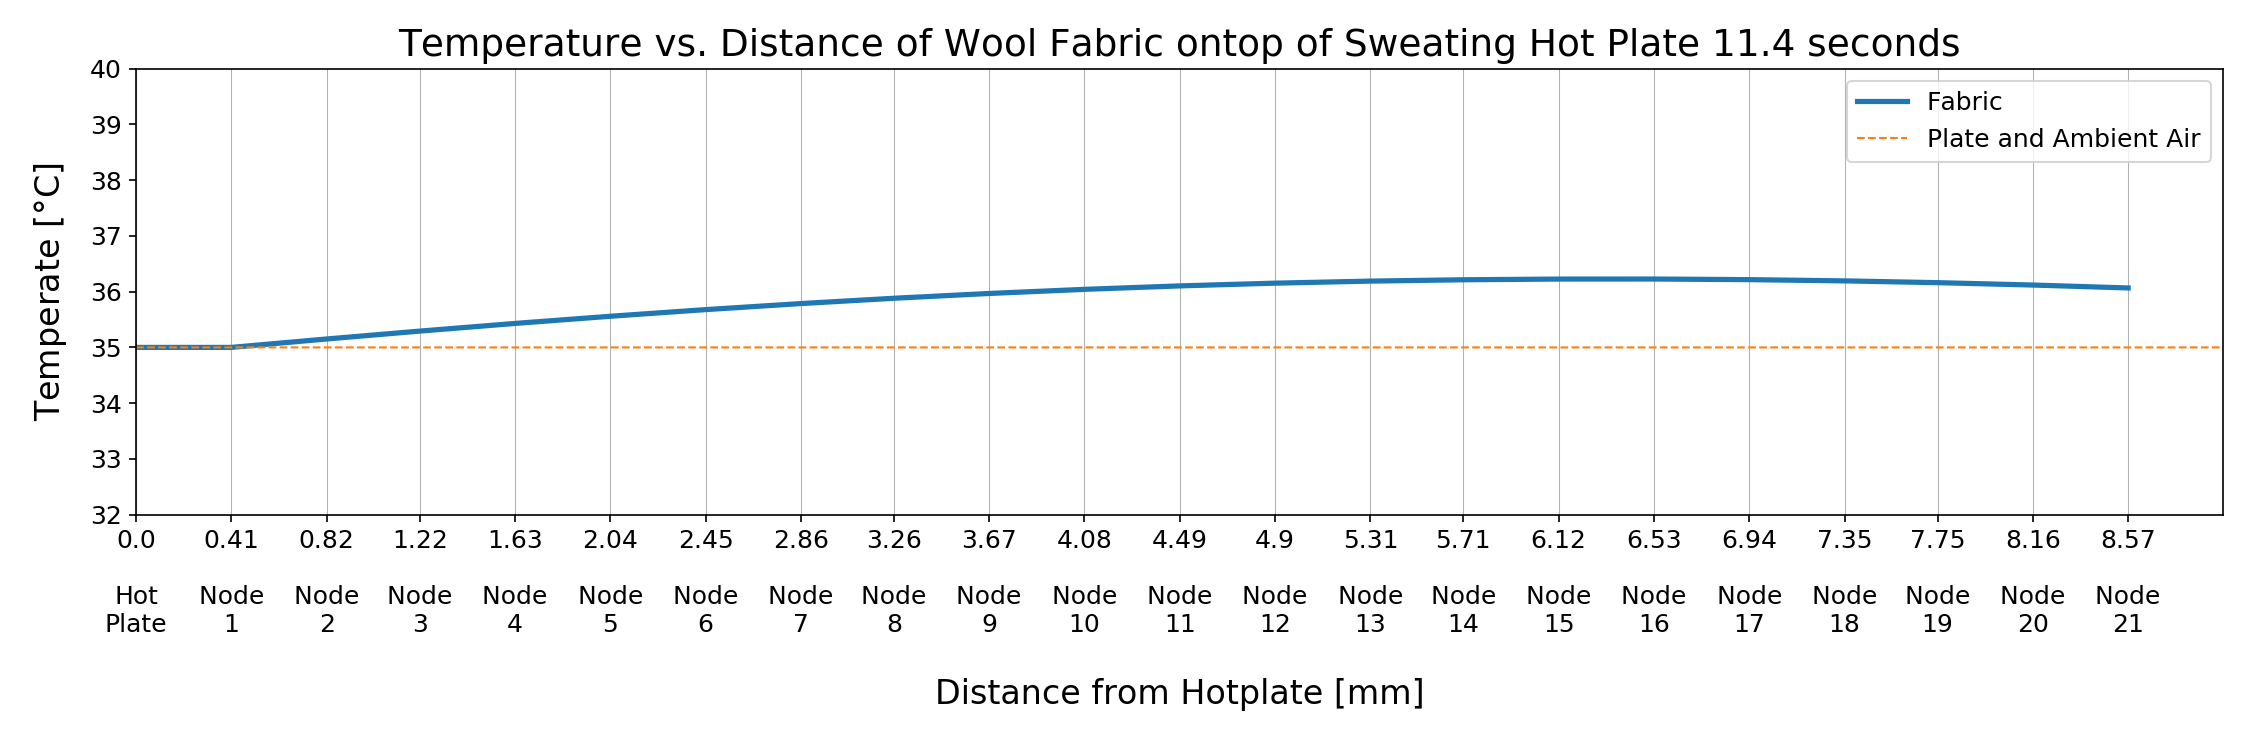 Temperature vs. Distance of Wool Fabric ontop of Sweating Hot Plate 11.4 seconds
Temperate [°C]
40
39
38
37
36
35
34
33
32
Fabric
Plate and Ambient Air
0.0 0.41 0.82 1.22 1.63 2.04 2.45 2.86 3.26 3.67 4.08 4.49 4.9 5.31 5.71 6.12 6.53 6.94 7.35 7.75 8.16 8.57
Hot Node Node Node Node Node Node Node Node Node Node Node Node Node Node Node Node Node Node Node Node Node
Plate 1 2 3 4 5 6 7 8 9 10 11 12 13 14 15 16 17 18 19 20 21
Distance from Hotplate [mm]